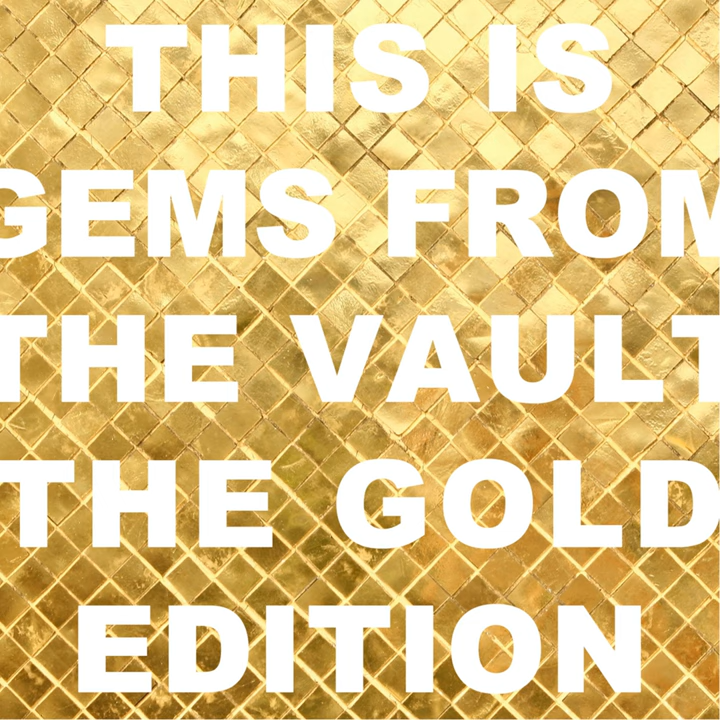 THIS IS
GEMS FROM
THE VAULT
THE GOLD
EDITION